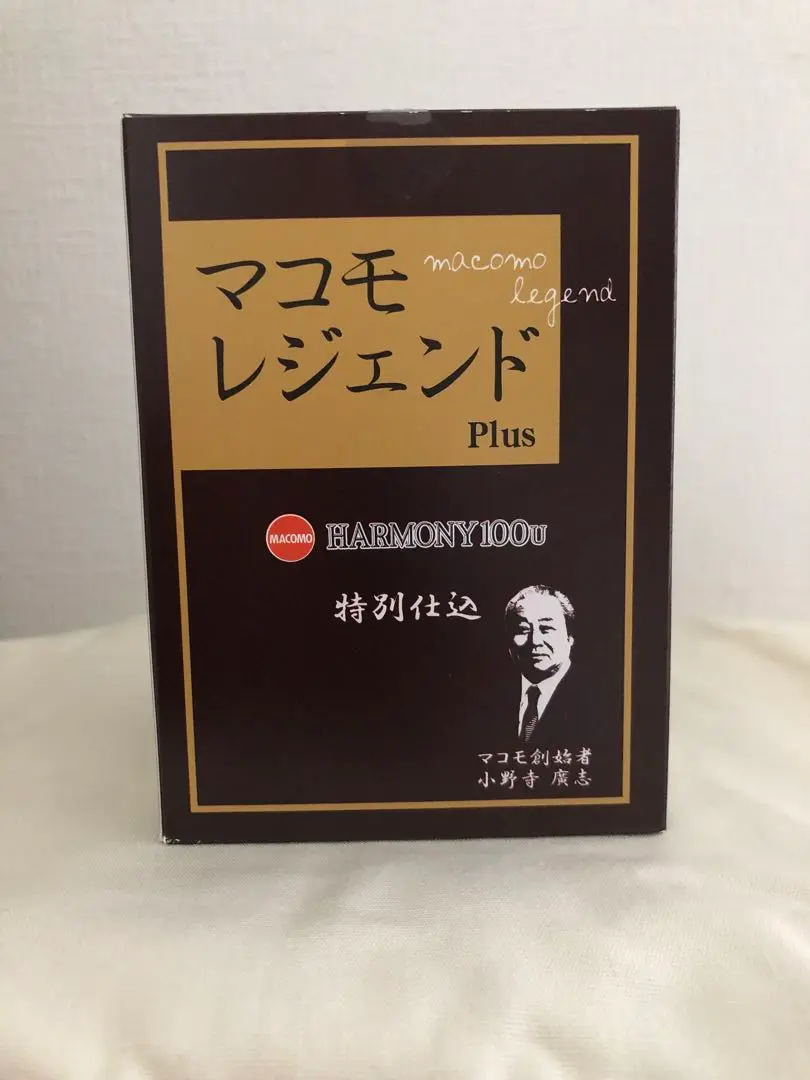 マコモ
macomo
legend
レジェンド
Plus
MACOMO
HARMONY100U
特別仕込
マコモ創始者
小野寺 廣志